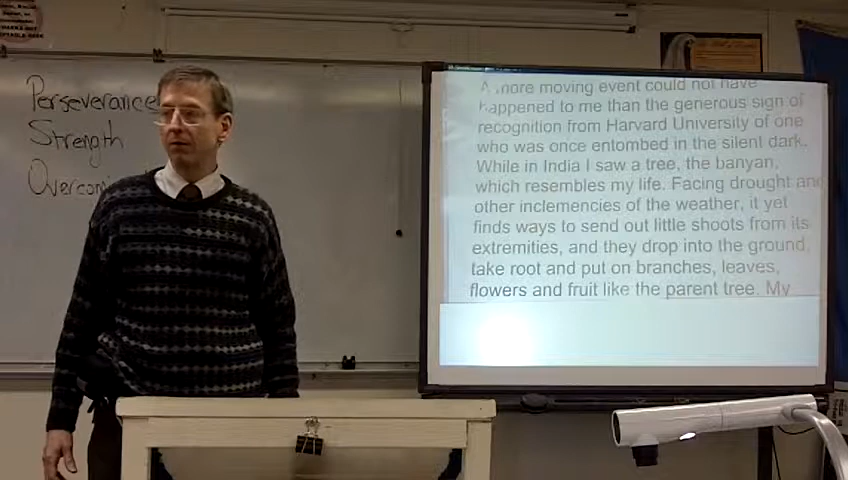 Perseverance
Strength
A more moving event could not have
happened to me than the generous sign of
recognition from Harvard University of one
who was once entombed in the silent dark.
While in India I saw a tree, the banyan,
which resembles my life. Facing drought and
other inclemencies of the weather, it yet
finds ways to send out little shoots from its
extremities, and they drop into the ground,
take root and put on branches, leaves,
flowers and fruit like the parent tree. My